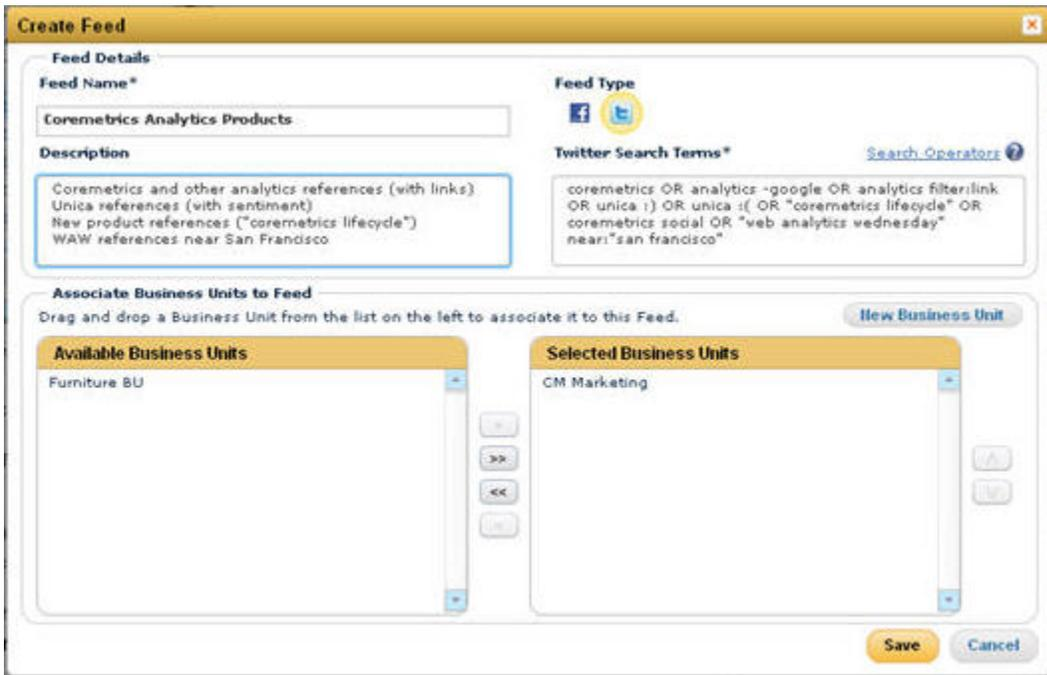 Create Feed
Feed Details
Feed Name*
Coremetrics Analytics Products
Feed Type
Description
Coremetrics and other analytics references (with links)
Unica references (with sentiment)
New product references ("coremetrics lifecycle")
WAW references near San Francisco
Twitter Search Terms*
Search Operators
coremetrics OR analytics -google OR analytics filter:link
OR unica :) OR unica :( OR "coremetrics lifecycle" OR
coremetrics social OR "web analytics wednesday"
near:"san francisco"
Associate Business Units to Feed
Drag and drop a Business Unit from the list on the left to associate it to this Feed.
New Business Unit
Available Business Units
Furniture BU
>>
<<
Selected Business Units
CM Marketing
Save
Cancel